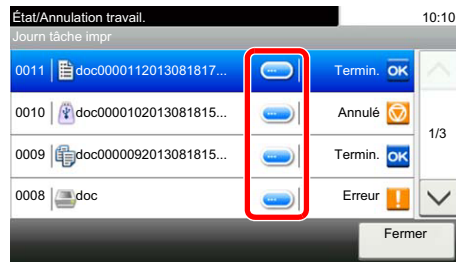 État/Annulation travail. 10:10
Journ tâche impr
0011 doc0000112013081817... ... Termin. OK
0010 doc0000102013081815... ... Annulé
1/3
0009 doc0000092013081815... ... Termin. OK
0008 doc ... Erreur !
Fermer